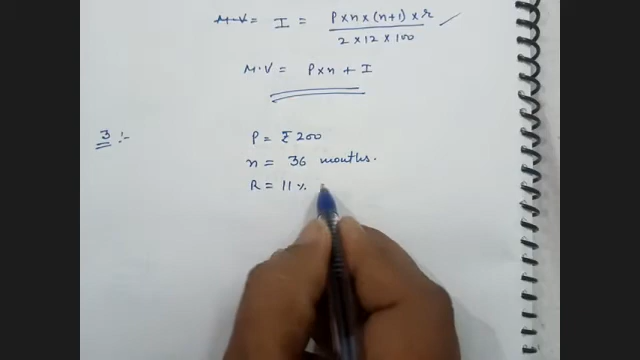 M.V = I = P x n x (n+1) x r / 2 x 12 x 100
M.V = P x n + I
3 :- P = ₹ 200
n = 36 months.
R = 11 %